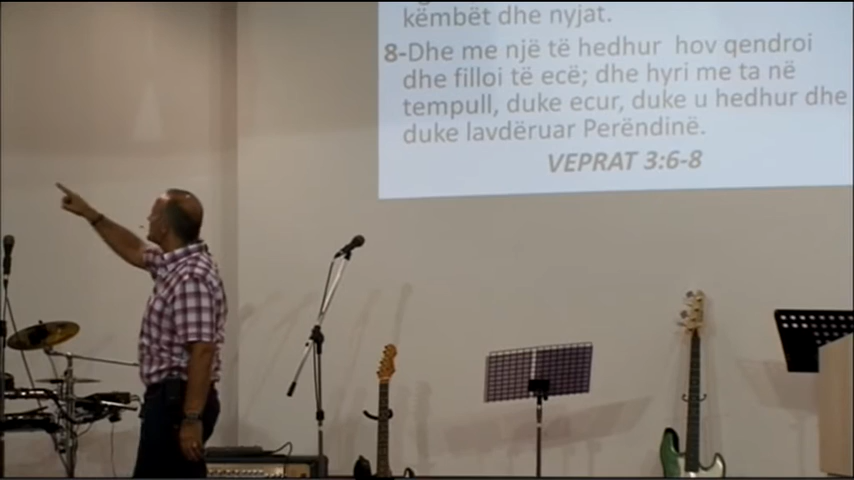 këmbët dhe nyjat.
8-Dhe me një të hedhur hov qendroi
dhe filloi të ecë; dhe hyri me ta në
tempull, duke ecur, duke u hedhur dhe
duke lavdëruar Perëndinë.
VEPRAT 3:6-8